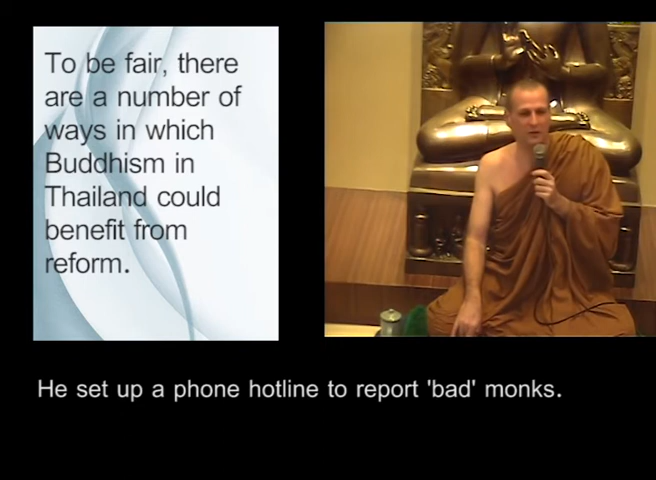 To be fair, there
are a number of
ways in which
Buddhism in
Thailand could
benefit from
reform.
He set up a phone hotline to report 'bad' monks.